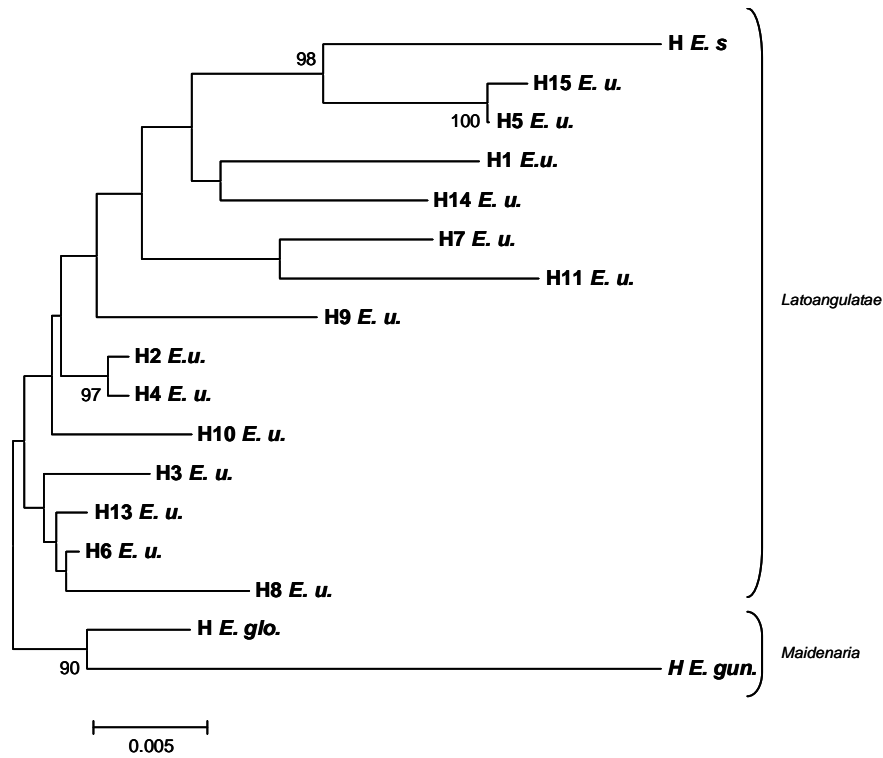 H E. s
98
H15 E. u.
100
H5 E. u.
H1 E.u.
H14 E. u.
H7 E. u.
H11 E. u.
Latoangulatae
H9 E. u.
H2 E.u.
97
H4 E. u.
H10 E. u.
H3 E. u.
H13 E. u.
H6 E. u.
H8 E. u.
H E. glo.
Maidenaria
90
H E. gun.
0.005